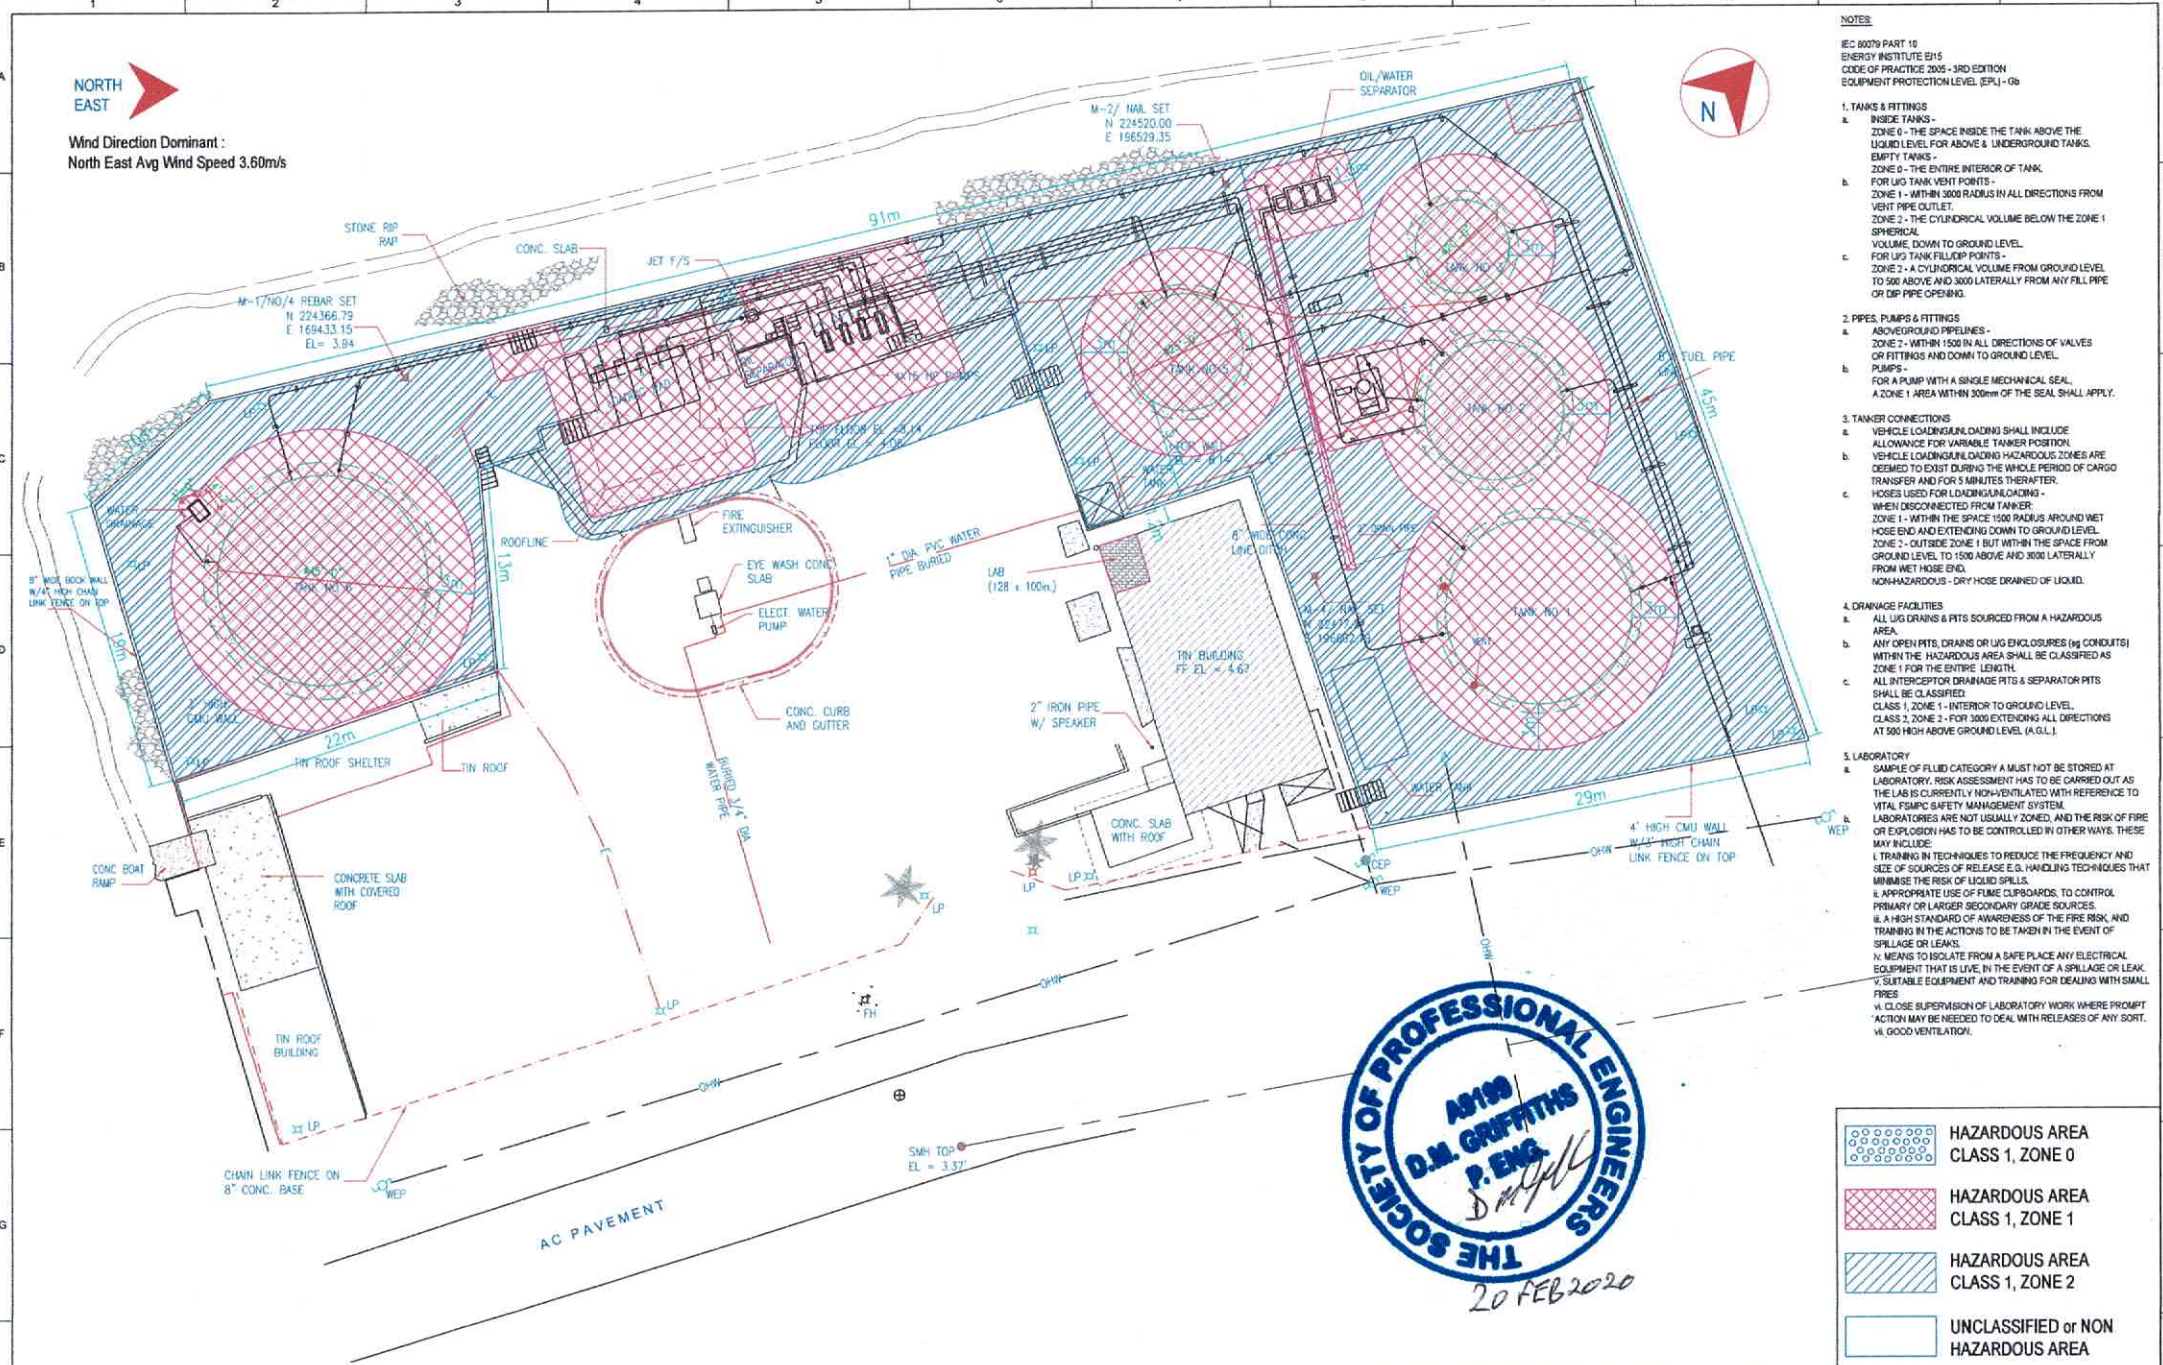 1
2
3
4
5
6
A
B
C
D
E
F
G
NORTH
EAST
Wind Direction Dominant :
North East Avg Wind Speed 3.60m/s
N
STONE RIP
RAP
CONC. SLAB
JET F/S
M-2/ NAIL SET
N 224520.00
E 196529.35
OIL/WATER
SEPARATOR
91m
M-1/NO/4 REBAR SET
N 224366.79
E 169433.15
EL= 3.94
4X15 HP PUMPS
TANK NO 3
TANK NO 5
TANK NO 2
TANK NO 1
TANK NO 6
3m
3m
3m
3m
3m
3m
45m
WATER
DRAINAGE
ROOFLINE
FIRE
EXTINGUISHER
EYE WASH CONC
SLAB
ELECT. WATER
PUMP
1" DIA. PVC WATER
PIPE BURIED
WATER
TANK
2m
LAB
(128 x 100in.)
8" WIDE CONC
LINE DITCH
2" DRAIN PIPE
13m
19m
22m
29m
TIN BUILDING
FF EL = 4.67
VENT
CONC. CURB
AND GUTTER
2" IRON PIPE
W/ SPEAKER
TIN ROOF SHELTER
TIN ROOF
BURIED 3/4" DIA
WATER PIPE
CONC. SLAB
WITH ROOF
WATER TANK
4' HIGH CMU WALL
W/3' HIGH CHAIN
LINK FENCE ON TOP
CONC BOAT
RAMP
CONCRETE SLAB
WITH COVERED
ROOF
TIN ROOF
BUILDING
CHAIN LINK FENCE ON
8" CONC. BASE
LP
LP
LP
LP
LP
CEP
WEP
WEP
WEP
OHW
OHW
OHW
OHW
FH
SMH TOP
EL = 3.37'
AC PAVEMENT
THE SOCIETY OF PROFESSIONAL ENGINEERS
A9199
D.M. GRIFFITHS
P. ENG.
20 FEB 2020
NOTES:
IEC 60079 PART 10
ENERGY INSTITUTE EI15
CODE OF PRACTICE 2005 - 3RD EDITION
EQUIPMENT PROTECTION LEVEL (EPL) - Gb
1. TANKS & FITTINGS
a. INSIDE TANKS -
ZONE 0 - THE SPACE INSIDE THE TANK ABOVE THE
LIQUID LEVEL FOR ABOVE & UNDERGROUND TANKS.
EMPTY TANKS -
ZONE 0 - THE ENTIRE INTERIOR OF TANK.
b. FOR U/G TANK VENT POINTS -
ZONE 1 - WITHIN 3000 RADIUS IN ALL DIRECTIONS FROM
VENT PIPE OUTLET.
ZONE 2 - THE CYLINDRICAL VOLUME BELOW THE ZONE 1
SPHERICAL
VOLUME, DOWN TO GROUND LEVEL.
c. FOR U/G TANK FILL/DIP POINTS -
ZONE 2 - A CYLINDRICAL VOLUME FROM GROUND LEVEL
TO 500 ABOVE AND 3000 LATERALLY FROM ANY FILL PIPE
OR DIP PIPE OPENING.
2. PIPES, PUMPS & FITTINGS
a. ABOVEGROUND PIPELINES -
ZONE 2 - WITHIN 1500 IN ALL DIRECTIONS OF VALVES
OR FITTINGS AND DOWN TO GROUND LEVEL.
b. PUMPS -
FOR A PUMP WITH A SINGLE MECHANICAL SEAL,
A ZONE 1 AREA WITHIN 300mm OF THE SEAL SHALL APPLY.
3. TANKER CONNECTIONS
a. VEHICLE LOADING/UNLOADING SHALL INCLUDE
ALLOWANCE FOR VARIABLE TANKER POSITION.
b. VEHICLE LOADING/UNLOADING HAZARDOUS ZONES ARE
DEEMED TO EXIST DURING THE WHOLE PERIOD OF CARGO
TRANSFER AND FOR 5 MINUTES THERAFTER.
c. HOSES USED FOR LOADING/UNLOADING -
WHEN DISCONNECTED FROM TANKER:
ZONE 1 - WITHIN THE SPACE 1500 RADIUS AROUND WET
HOSE END AND EXTENDING DOWN TO GROUND LEVEL.
ZONE 2 - OUTSIDE ZONE 1 BUT WITHIN THE SPACE FROM
GROUND LEVEL TO 1500 ABOVE AND 3000 LATERALLY
FROM WET HOSE END.
NON-HAZARDOUS - DRY HOSE DRAINED OF LIQUID.
4. DRAINAGE FACILITIES
a. ALL U/G DRAINS & PITS SOURCED FROM A HAZARDOUS
AREA.
b. ANY OPEN PITS, DRAINS OR U/G ENCLOSURES (eg CONDUITS)
WITHIN THE HAZARDOUS AREA SHALL BE CLASSIFIED AS
ZONE 1 FOR THE ENTIRE LENGTH.
c. ALL INTERCEPTOR DRAINAGE PITS & SEPARATOR PITS
SHALL BE CLASSIFIED:
CLASS 1, ZONE 1 - INTERIOR TO GROUND LEVEL,
CLASS 2, ZONE 2 - FOR 3000 EXTENDING ALL DIRECTIONS
AT 500 HIGH ABOVE GROUND LEVEL (A.G.L.).
5. LABORATORY
a. SAMPLE OF FLUID CATEGORY A MUST NOT BE STORED AT
LABORATORY. RISK ASSESSMENT HAS TO BE CARRIED OUT AS
THE LAB IS CURRENTLY NON-VENTILATED WITH REFERENCE TO
VITAL FSMPC SAFETY MANAGEMENT SYSTEM.
b. LABORATORIES ARE NOT USUALLY ZONED, AND THE RISK OF FIRE
OR EXPLOSION HAS TO BE CONTROLLED IN OTHER WAYS. THESE
MAY INCLUDE:
i. TRAINING IN TECHNIQUES TO REDUCE THE FREQUENCY AND
SIZE OF SOURCES OF RELEASE E.G. HANDLING TECHNIQUES THAT
MINIMISE THE RISK OF LIQUID SPILLS.
ii. APPROPRIATE USE OF FUME CUPBOARDS, TO CONTROL
PRIMARY OR LARGER SECONDARY GRADE SOURCES.
iii. A HIGH STANDARD OF AWARENESS OF THE FIRE RISK, AND
TRAINING IN THE ACTIONS TO BE TAKEN IN THE EVENT OF
SPILLAGE OR LEAKS.
iv. MEANS TO ISOLATE FROM A SAFE PLACE ANY ELECTRICAL
EQUIPMENT THAT IS LIVE, IN THE EVENT OF A SPILLAGE OR LEAK.
v. SUITABLE EQUIPMENT AND TRAINING FOR DEALING WITH SMALL
FIRES
vi. CLOSE SUPERVISION OF LABORATORY WORK WHERE PROMPT
ACTION MAY BE NEEDED TO DEAL WITH RELEASES OF ANY SORT.
vii. GOOD VENTILATION.
HAZARDOUS AREA
CLASS 1, ZONE 0
HAZARDOUS AREA
CLASS 1, ZONE 1
HAZARDOUS AREA
CLASS 1, ZONE 2
UNCLASSIFIED or NON
HAZARDOUS AREA